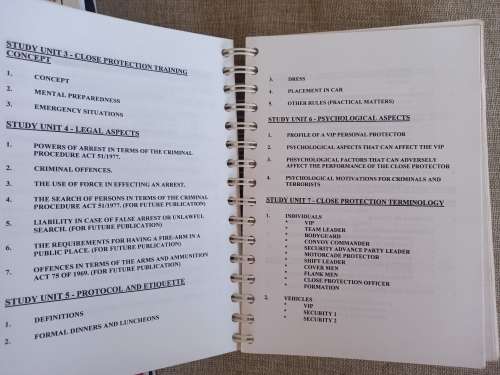 STUDY UNIT 3 - CLOSE PROTECTION TRAINING
CONCEPT
1. CONCEPT
2. MENTAL PREPAREDNESS
3. EMERGENCY SITUATIONS
STUDY UNIT 4 - LEGAL ASPECTS
1. POWERS OF ARREST IN TERMS OF THE CRIMINAL
PROCEDURE ACT 51/1977.
2. CRIMINAL OFFENCES.
3. THE USE OF FORCE IN EFFECTING AN ARREST.
4. THE SEARCH OF PERSONS IN TERMS OF THE CRIMINAL
PROCEDURE ACT 51/1977. (FOR FUTURE PUBLICATION)
5. LIABILITY IN CASE OF FALSE ARREST OR UNLAWFUL
SEARCH. (FOR FUTURE PUBLICATION)
6. THE REQUIREMENTS FOR HAVING A FIRE-ARM IN A
PUBLIC PLACE. (FOR FUTURE PUBLICATION)
7. OFFENCES IN TERMS OF THE ARMS AND AMMUNITION
ACT 75 OF 1969. (FOR FUTURE PUBLICATION)
STUDY UNIT 5 - PROTOCOL AND ETIQUETTE
1. DEFINITIONS
2. FORMAL DINNERS AND LUNCHEONS
3. DRESS
4. PLACEMENT IN CAR
5. OTHER RULES (PRACTICAL MATTERS)
STUDY UNIT 6 - PSYCHOLOGICAL ASPECTS
1. PROFILE OF A VIP PERSONAL PROTECTOR
2. PSYCHOLOGICAL ASPECTS THAT CAN AFFECT THE VIP
3. PHSYCHOLOGICAL FACTORS THAT CAN ADVERSELY
AFFECT THE PERFORMANCE OF THE CLOSE PROTECTOR
4. PSYCHOLOGICAL MOTIVATIONS FOR CRIMINALS AND
TERRORISTS
STUDY UNIT 7 - CLOSE PROTECTION TERMINOLOGY
1. INDIVIDUALS
• VIP
• TEAM LEADER
• BODYGUARD
• CONVOY COMMANDER
• SECURITY ADVANCE PARTY LEADER
• MOTORCADE PROTECTOR
• SHIFT LEADER
• COVER MEN
• FLANK MEN
• CLOSE PROTECTION OFFICER
FORMATION
2. VEHICLES
• VIP
• SECURITY 1
• SECURITY 2